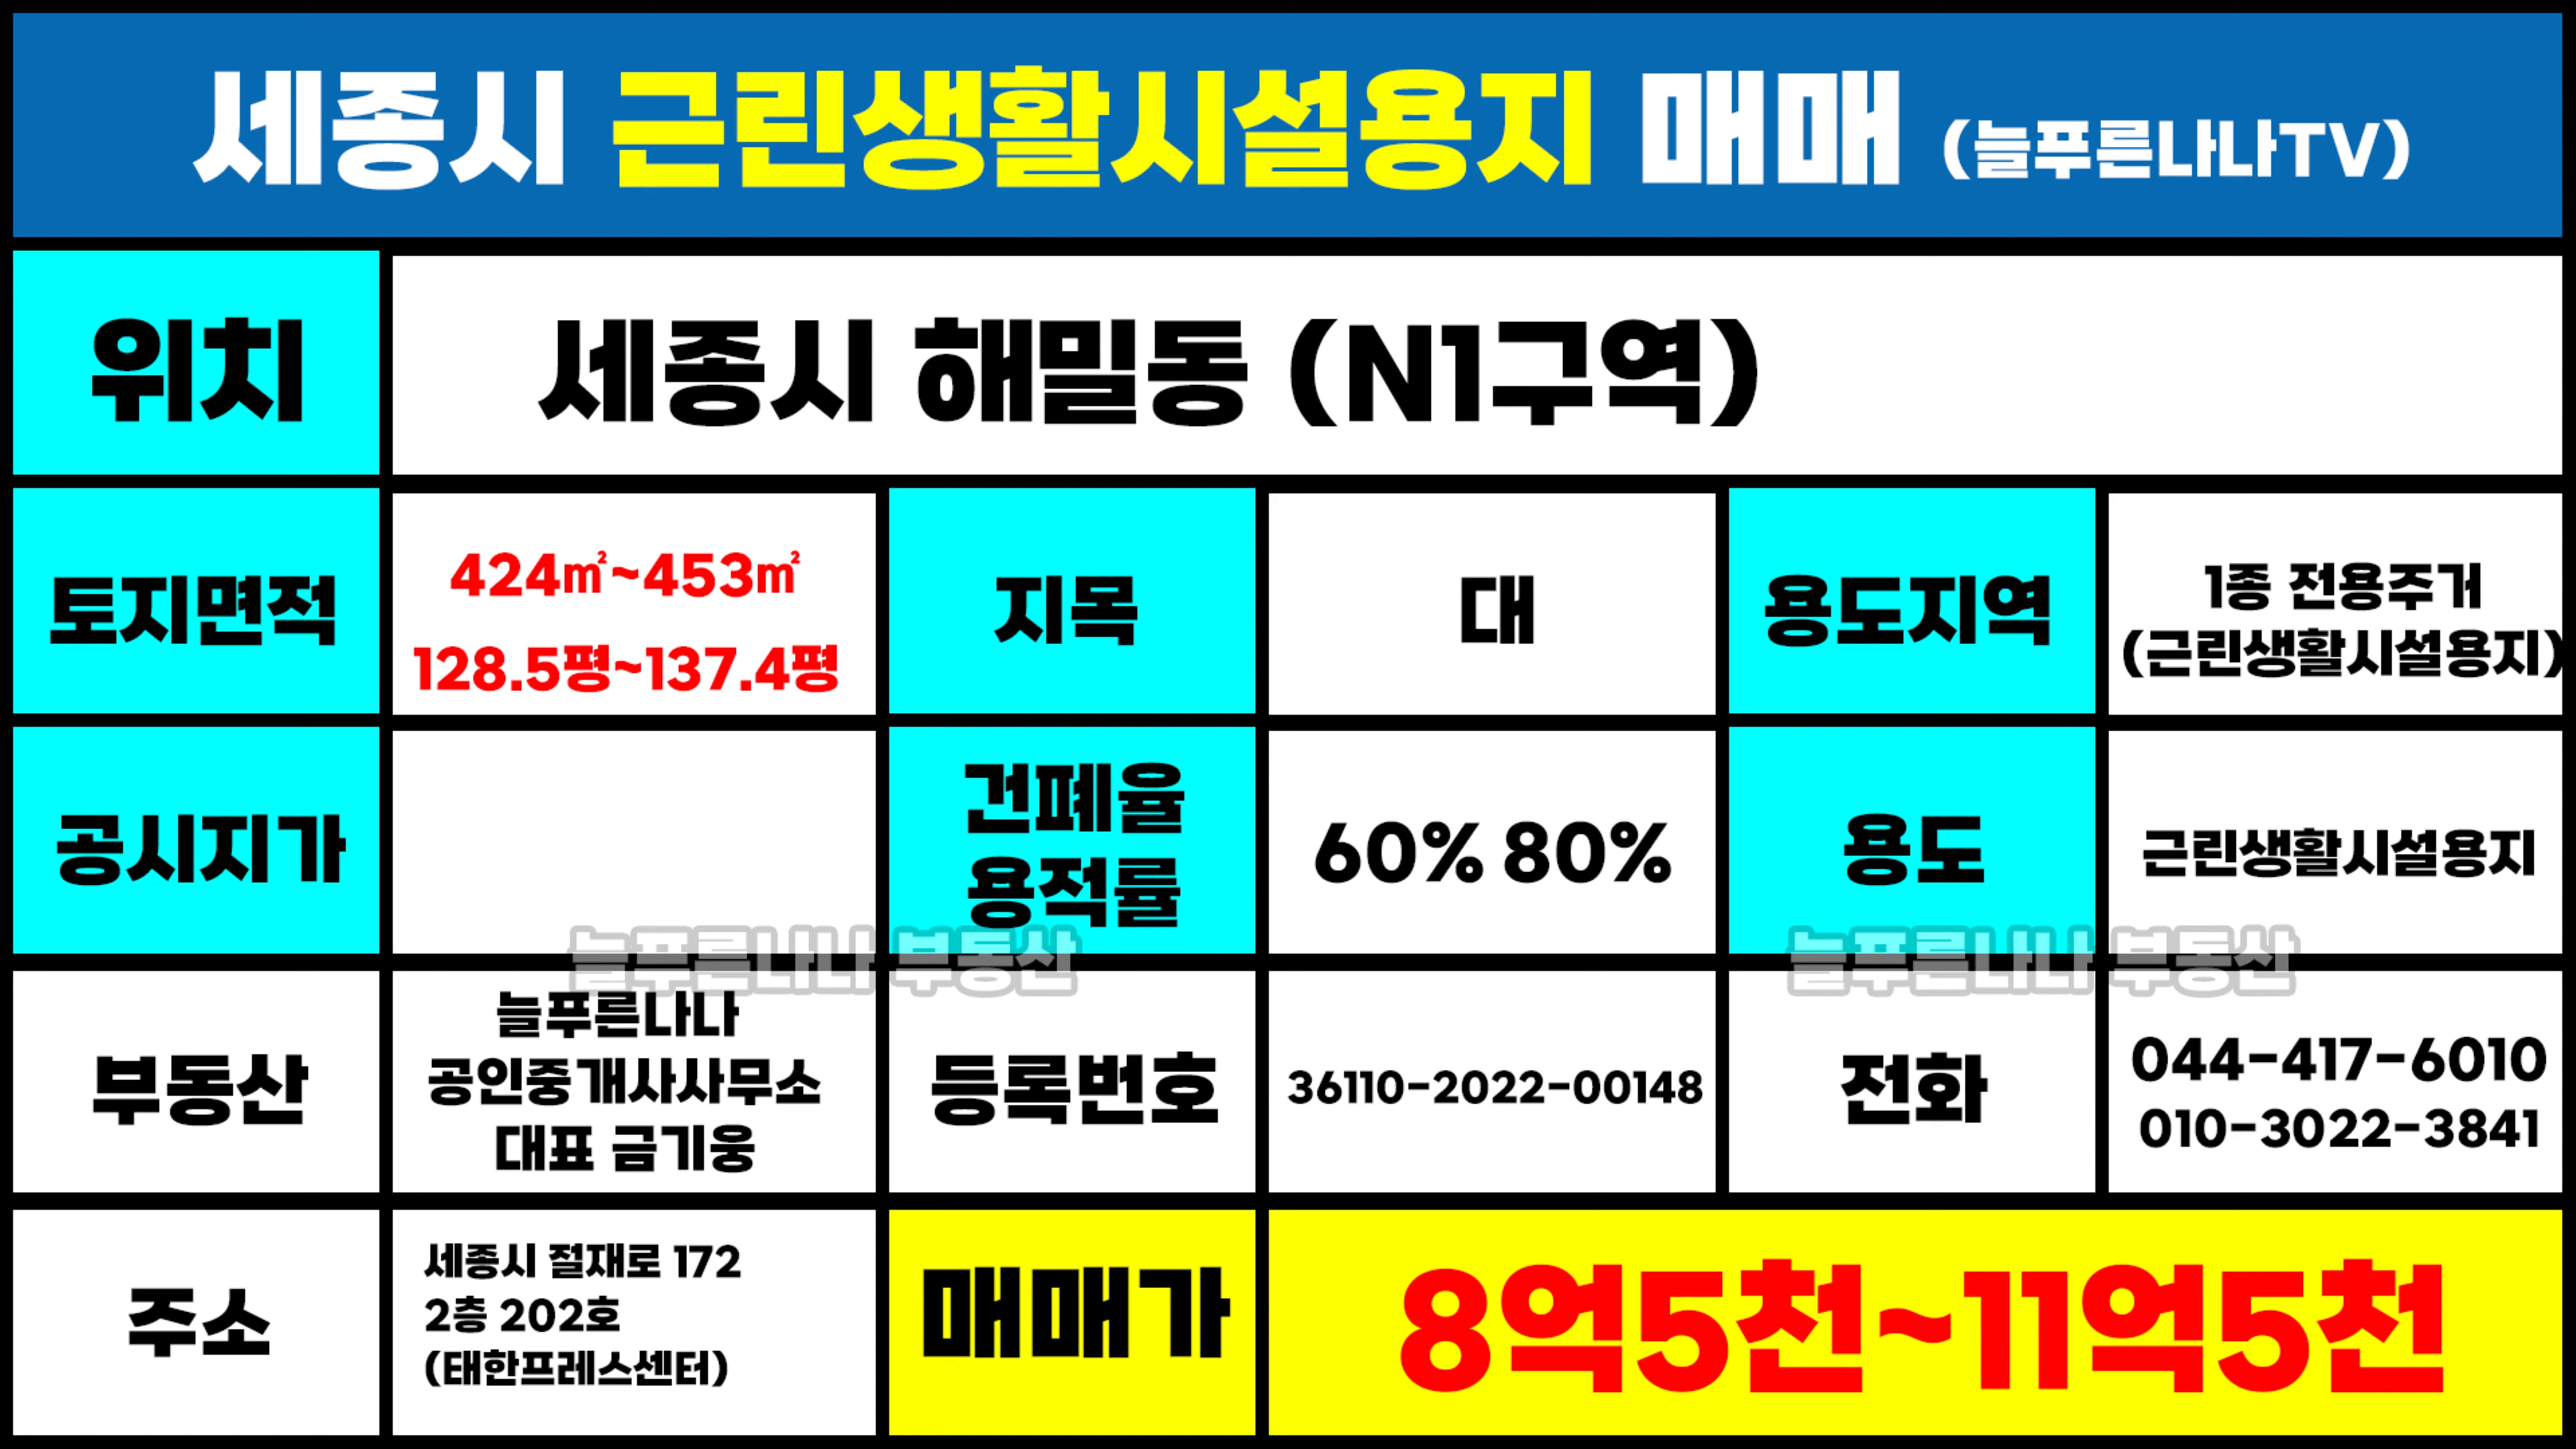 세종시 근린생활시설용지 매매 (늘푸른나나TV)
위치
세종시 해밀동 (N1구역)
토지면적
424㎡~453㎡
128.5평~137.4평
지목
대
용도지역
1종 전용주거
(근린생활시설용지)
공시지가
건폐율
용적률
60% 80%
용도
근린생활시설용지
늘푸른나나 부동산
늘푸른나나 부동산
부동산
늘푸른나나
공인중개사사무소
대표 금기웅
등록번호
36110-2022-00148
전화
044-417-6010
010-3022-3841
주소
세종시 절재로 172
2층 202호
(태한프레스센터)
매매가
8억5천~11억5천